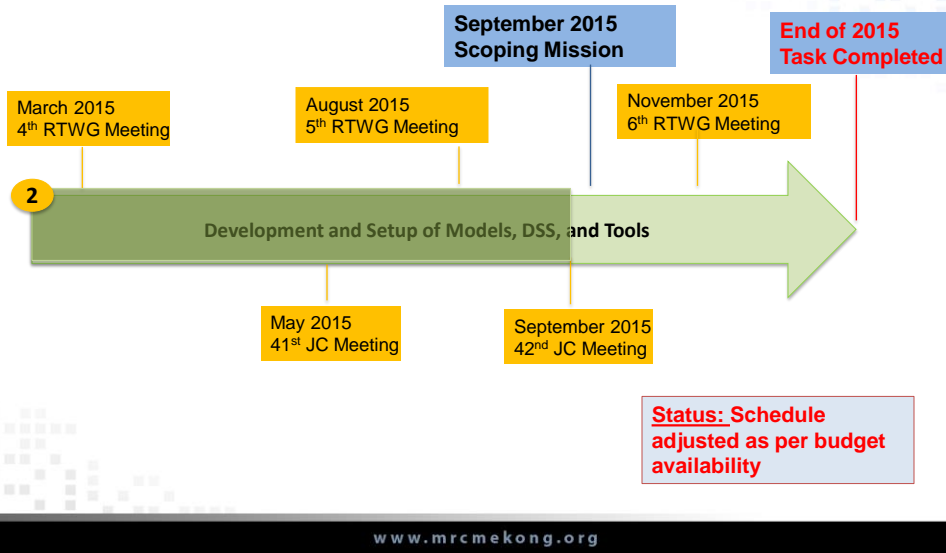 September 2015
Scoping Mission
End of 2015
Task Completed
March 2015
4th RTWG Meeting
August 2015
5th RTWG Meeting
November 2015
6th RTWG Meeting
2
Development and Setup of Models, DSS, and Tools
May 2015
41st JC Meeting
September 2015
42nd JC Meeting
Status: Schedule
adjusted as per budget
availability
www.mrcmekong.org